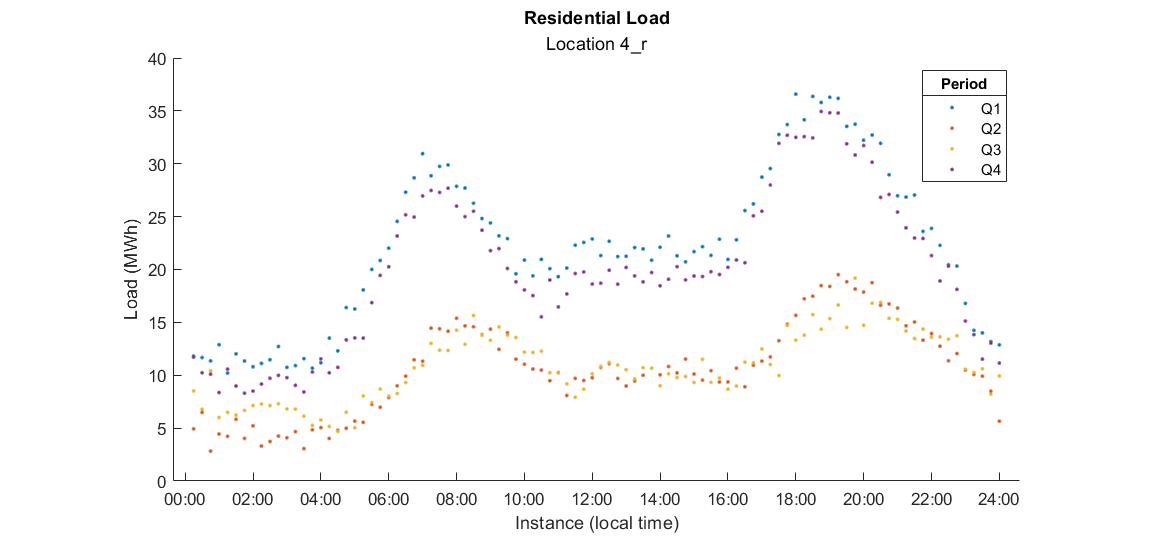 Residential Load
Location 4_r
Load (MWh)
40
35
30
25
20
15
10
5
0
Period
Q1
Q2
Q3
Q4
00:00 02:00 04:00 06:00 08:00 10:00 12:00 14:00 16:00 18:00 20:00 22:00 24:00
Instance (local time)